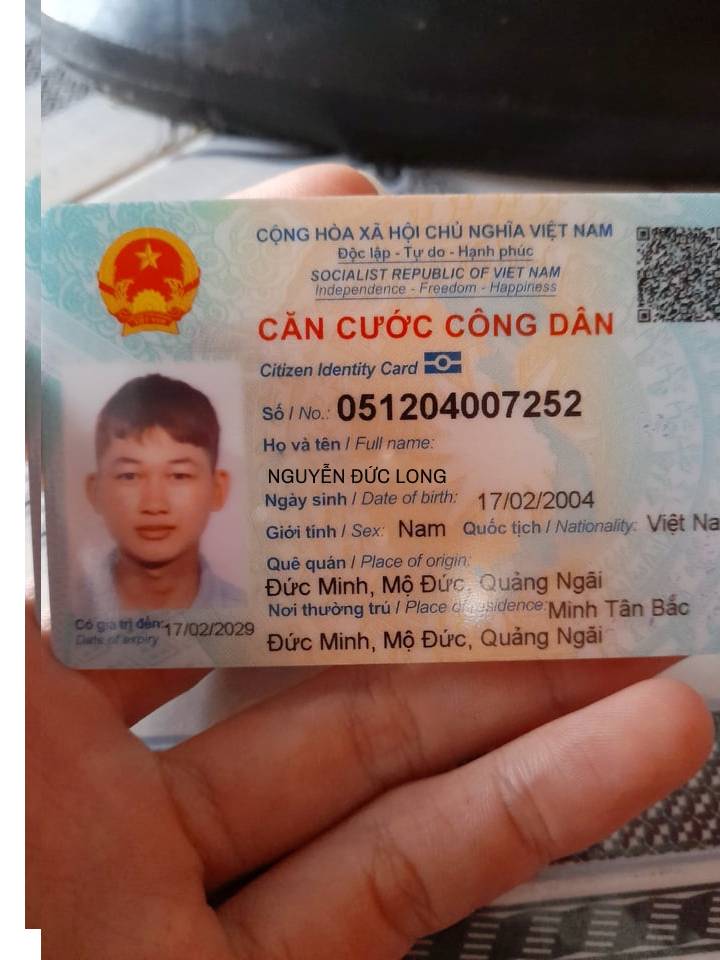 CỘNG HÒA XÃ HỘI CHỦ NGHĨA VIỆT NAM
Độc lập - Tự do - Hạnh phúc
SOCIALIST REPUBLIC OF VIET NAM
Independence - Freedom - Happiness
CĂN CƯỚC CÔNG DÂN
Citizen Identity Card
Số / No.: 051204007252
Họ và tên / Full name:
NGUYỄN ĐỨC LONG
Ngày sinh / Date of birth: 17/02/2004
Giới tính / Sex: Nam Quốc tịch / Nationality: Việt Na
Quê quán / Place of origin:
Đức Minh, Mộ Đức, Quảng Ngãi
Nơi thường trú / Place of residence: Minh Tân Bắc
Đức Minh, Mộ Đức, Quảng Ngãi
Có giá trị đến: 17/02/2029
Date of expiry